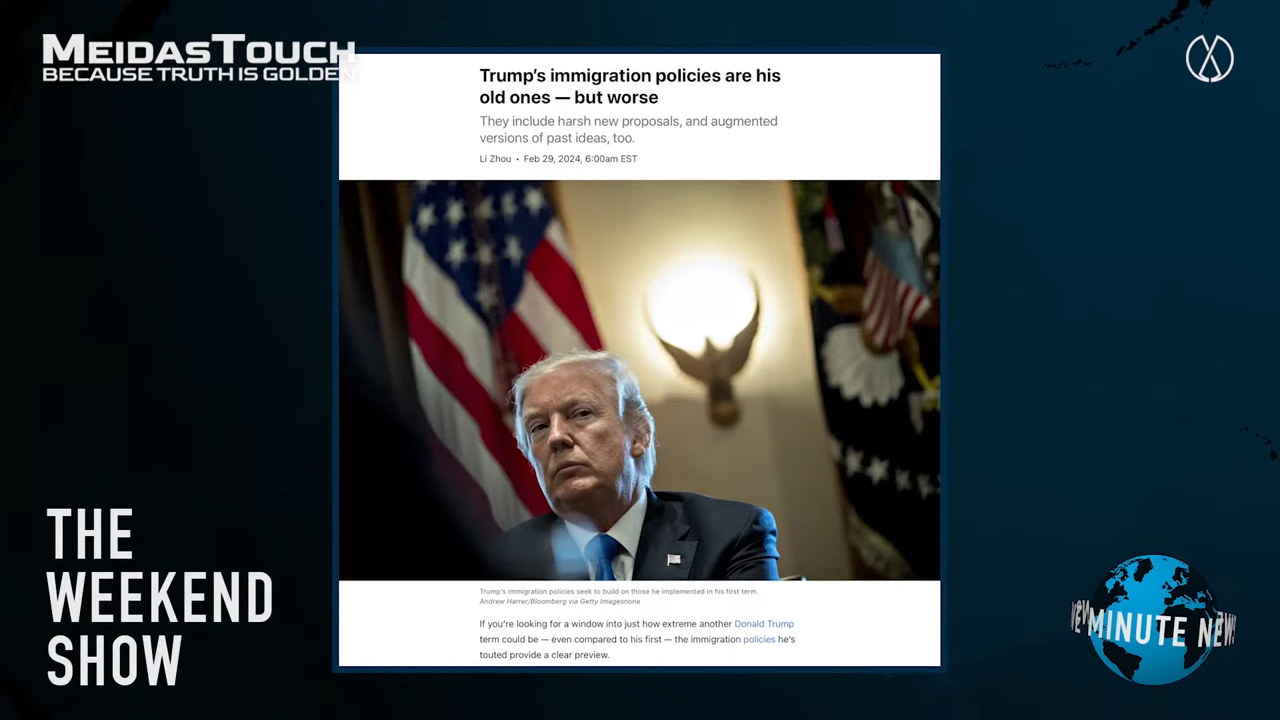 MEIDASTOUCH
BECAUSE TRUTH IS GOLDEN
Trump's immigration policies are his
old ones — but worse
They include harsh new proposals, and augmented
versions of past ideas, too.
Li Zhou • Feb 29, 2024, 6:00am EST
Trump's immigration policies seek to build on those he implemented in his first term.
Andrew Harrer/Bloomberg via Getty Imagesnone
If you're looking for a window into just how extreme another Donald Trump
term could be — even compared to his first — the immigration policies he's
touted provide a clear preview.
THE
WEEKEND
SHOW
MINUTE NEW